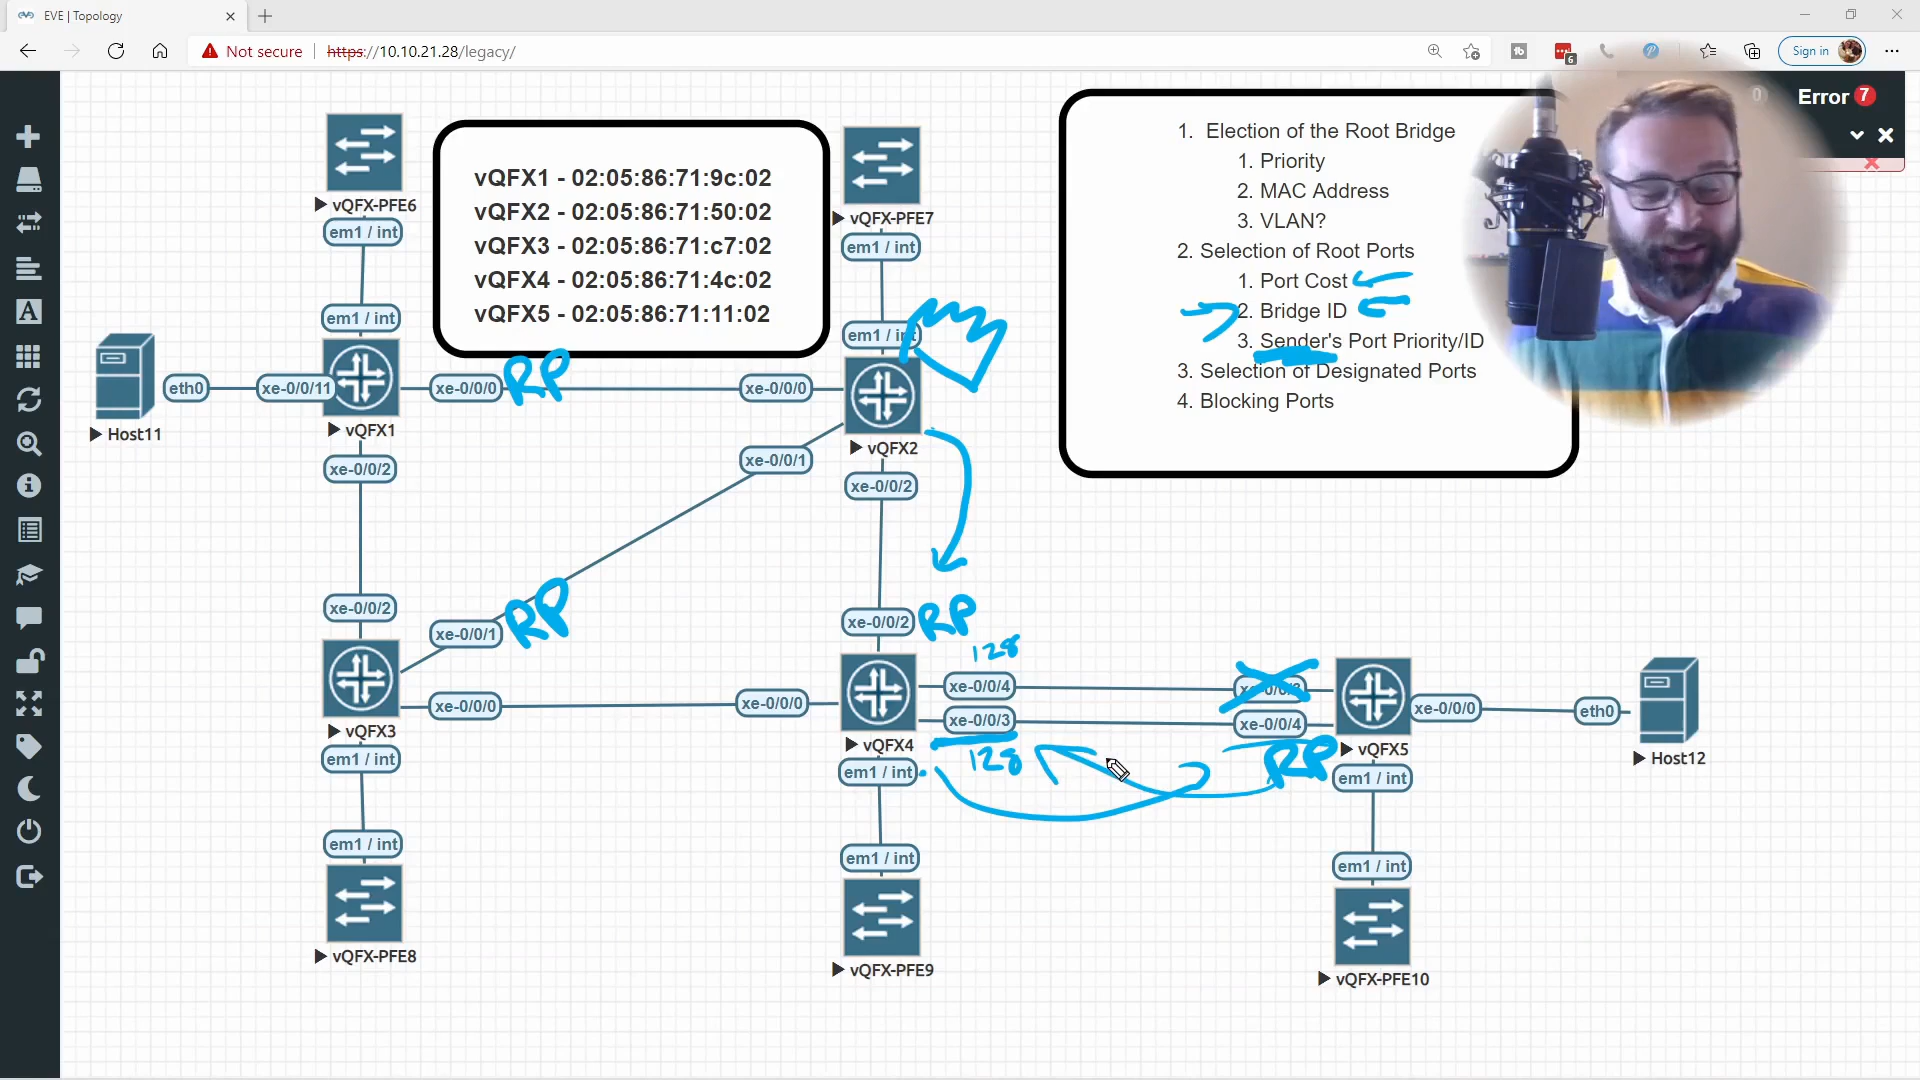 EVE | Topology
Not secure
https://10.10.21.28/legacy/
6
Sign in
0
Error 7
vQFX-PFE6
em1 / int
em1 / int
vQFX1 - 02:05:86:71:9c:02
vQFX2 - 02:05:86:71:50:02
vQFX3 - 02:05:86:71:c7:02
vQFX4 - 02:05:86:71:4c:02
vQFX5 - 02:05:86:71:11:02
vQFX-PFE7
em1 / int
em1 / int
1. Election of the Root Bridge
1. Priority
2. MAC Address
3. VLAN?
2. Selection of Root Ports
1. Port Cost
2. Bridge ID
3. Sender's Port Priority/ID
3. Selection of Designated Ports
4. Blocking Ports
Host11
eth0
xe-0/0/11
vQFX1
xe-0/0/0
RP
xe-0/0/0
vQFX2
xe-0/0/2
xe-0/0/1
xe-0/0/2
xe-0/0/2
xe-0/0/1
RP
xe-0/0/2
RP
128
vQFX3
xe-0/0/0
xe-0/0/0
xe-0/0/4
xe-0/0/3
vQFX4
xe-0/0/3
xe-0/0/4
128
RP
vQFX5
xe-0/0/0
eth0
Host12
em1 / int
em1 / int
em1 / int
em1 / int
em1 / int
em1 / int
vQFX-PFE8
vQFX-PFE9
vQFX-PFE10